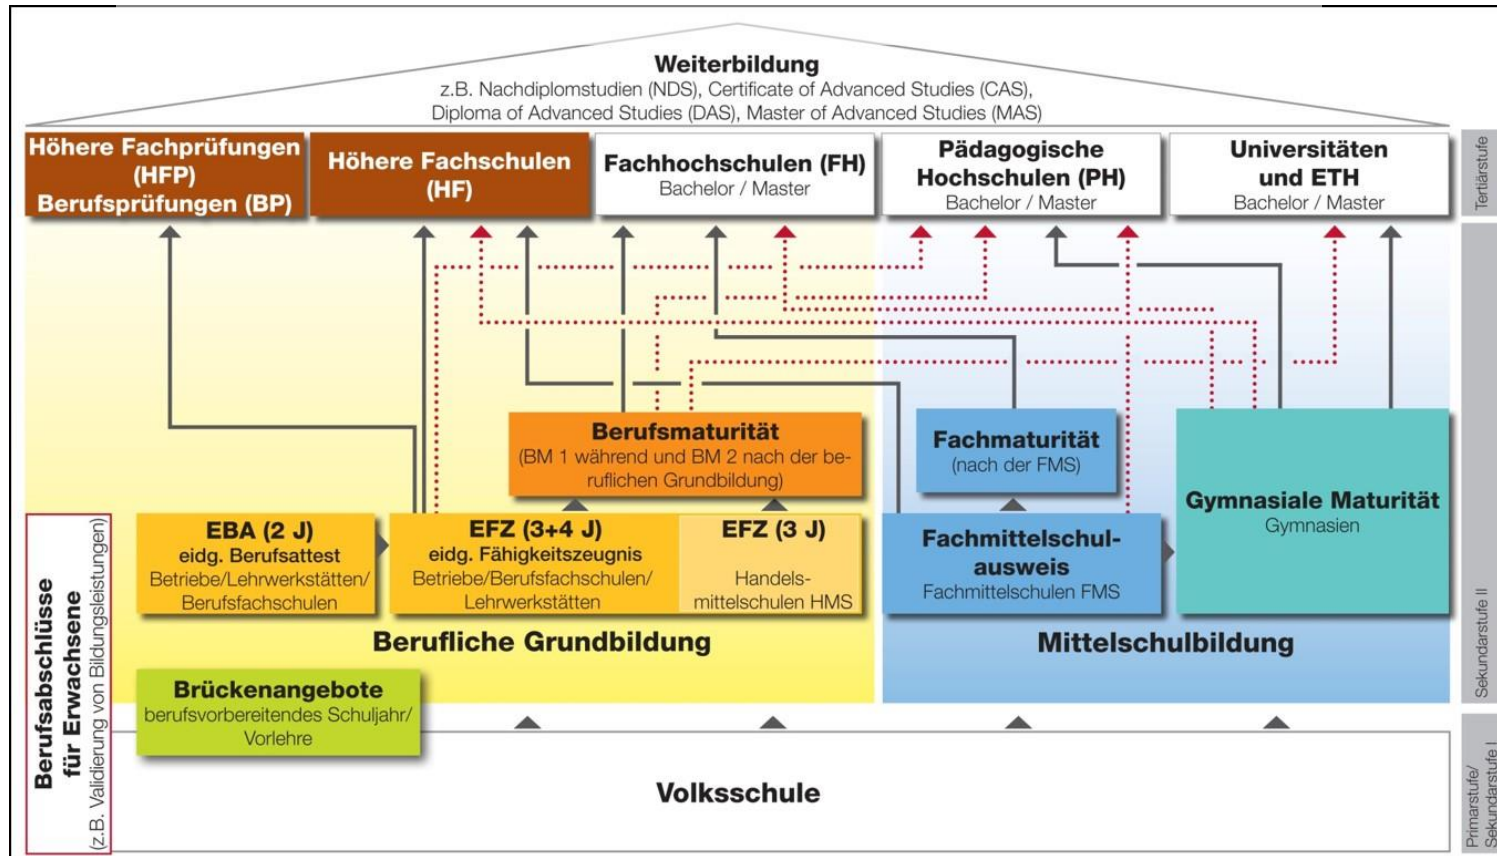 Weiterbildung
z.B. Nachdiplomstudien (NDS), Certificate of Advanced Studies (CAS),
Diploma of Advanced Studies (DAS), Master of Advanced Studies (MAS)
Höhere Fachprüfungen
(HFP)
Berufsprüfungen (BP)
Höhere Fachschulen
(HF)
Fachhochschulen (FH)
Bachelor / Master
Pädagogische
Hochschulen (PH)
Bachelor / Master
Universitäten
und ETH
Bachelor / Master
Tertiärstufe
Berufsmaturität
(BM 1 während und BM 2 nach der be-
ruflichen Grundbildung)
Fachmaturität
(nach der FMS)
Gymnasiale Maturität
Gymnasien
EBA (2 J)
eidg. Berufsattest
Betriebe/Lehrwerkstätten/
Berufsfachschulen
EFZ (3+4 J)
eidg. Fähigkeitszeugnis
Betriebe/Berufsfachschulen/
Lehrwerkstätten
EFZ (3 J)
Handels-
mittelschulen HMS
Fachmittelschul-
ausweis
Fachmittelschulen FMS
Berufliche Grundbildung
Mittelschulbildung
Sekundarstufe II
Brückenangebote
berufsvorbereitendes Schuljahr/
Vorlehre
Berufsabschlüsse
für Erwachsene
(z.B. Validierung von Bildungsleistungen)
Volksschule
Primarstufe/
Sekundarstufe I